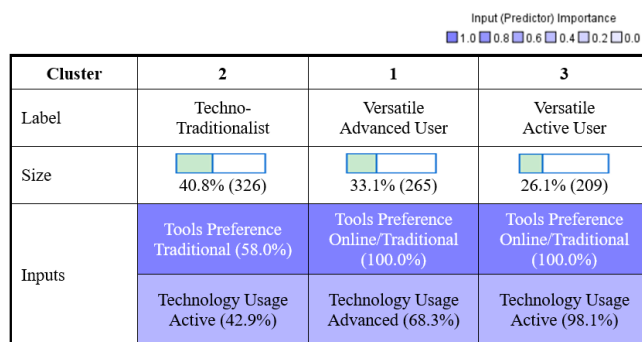 Input (Predictor) Importance
1.0 0.8 0.6 0.4 0.2 0.0
Cluster 2 1 3
Label Techno-Traditionalist Versatile Advanced User Versatile Active User
Size 40.8% (326) 33.1% (265) 26.1% (209)
Inputs
Tools Preference Traditional (58.0%) Tools Preference Online/Traditional (100.0%) Tools Preference Online/Traditional (100.0%)
Technology Usage Active (42.9%) Technology Usage Advanced (68.3%) Technology Usage Active (98.1%)